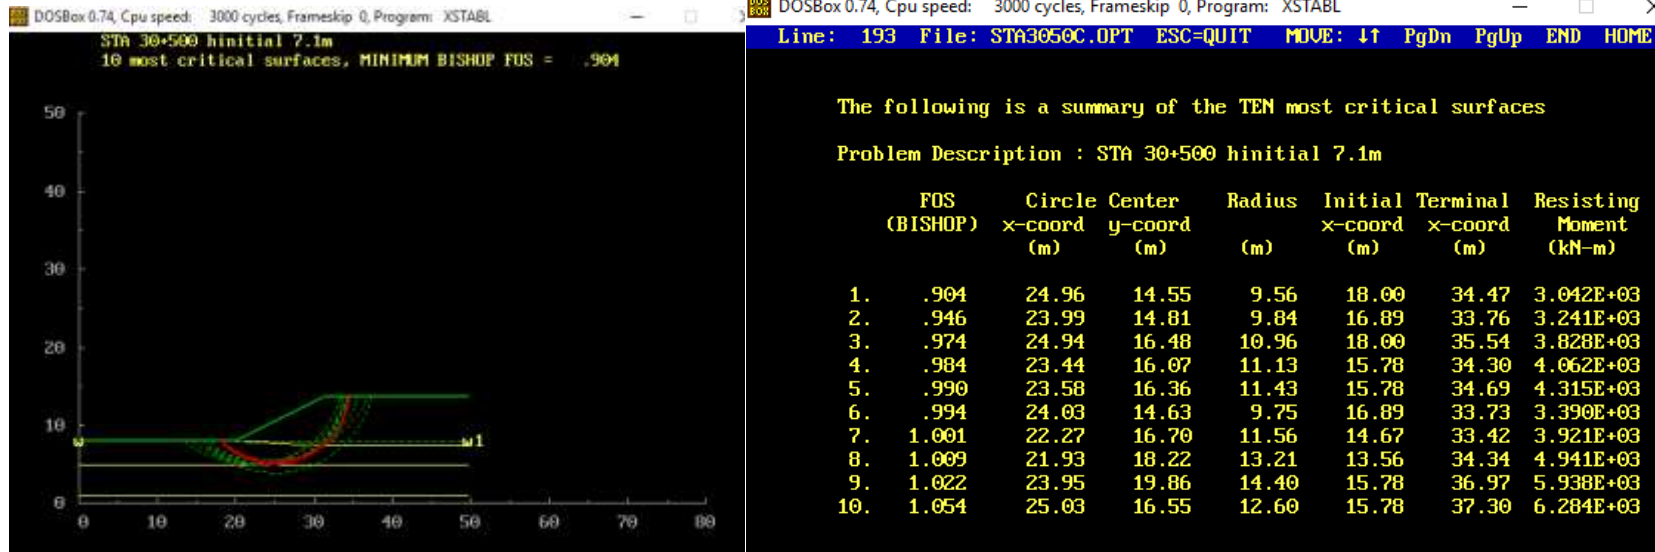 DOSBox 0.74, Cpu speed: 3000 cycles, Frameskip 0, Program: XSTABL
STA 30+500 hinitial 7.1m
10 most critical surfaces, MINIMUM BISHOP FOS = .904
50
40
30
20
10
0
w
w1
0 10 20 30 40 50 60 70 80
DOSBox 0.74, Cpu speed: 3000 cycles, Frameskip 0, Program: XSTABL
Line: 193 File: STA3050C.OPT ESC=QUIT MOVE: ↓↑ PgDn PgUp END HOME
The following is a summary of the TEN most critical surfaces
Problem Description : STA 30+500 hinitial 7.1m
FOS Circle Center Radius Initial Terminal Resisting
(BISHOP) x-coord y-coord x-coord x-coord Moment
(m) (m) (m) (m) (m) (kN-m)
1. .904 24.96 14.55 9.56 18.00 34.47 3.042E+03
2. .946 23.99 14.81 9.84 16.89 33.76 3.241E+03
3. .974 24.94 16.48 10.96 18.00 35.54 3.828E+03
4. .984 23.44 16.07 11.13 15.78 34.30 4.062E+03
5. .990 23.58 16.36 11.43 15.78 34.69 4.315E+03
6. .994 24.03 14.63 9.75 16.89 33.73 3.390E+03
7. 1.001 22.27 16.70 11.56 14.67 33.42 3.921E+03
8. 1.009 21.93 18.22 13.21 13.56 34.34 4.941E+03
9. 1.022 23.95 19.86 14.40 15.78 36.97 5.938E+03
10. 1.054 25.03 16.55 12.60 15.78 37.30 6.284E+03